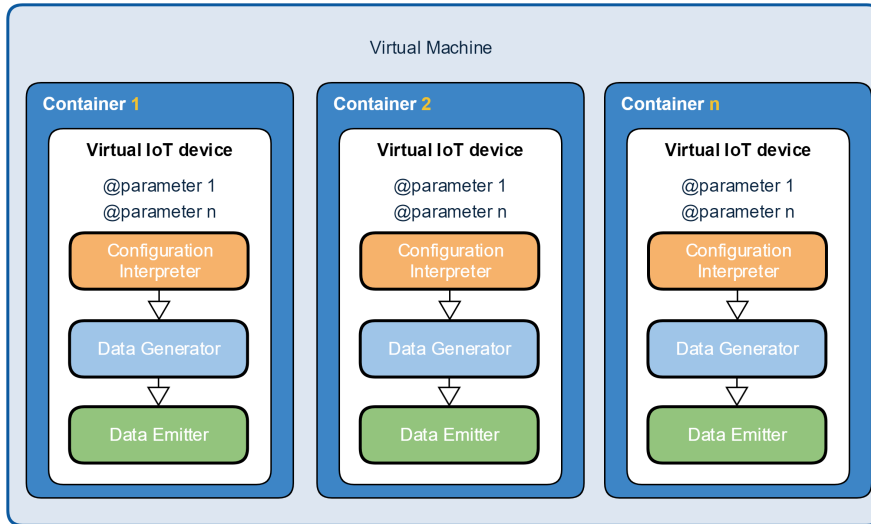 Virtual Machine
Container 1
Virtual IoT device
@parameter 1
@parameter n
Configuration
Interpreter
Data Generator
Data Emitter
Container 2
Virtual IoT device
@parameter 1
@parameter n
Configuration
Interpreter
Data Generator
Data Emitter
Container n
Virtual IoT device
@parameter 1
@parameter n
Configuration
Interpreter
Data Generator
Data Emitter